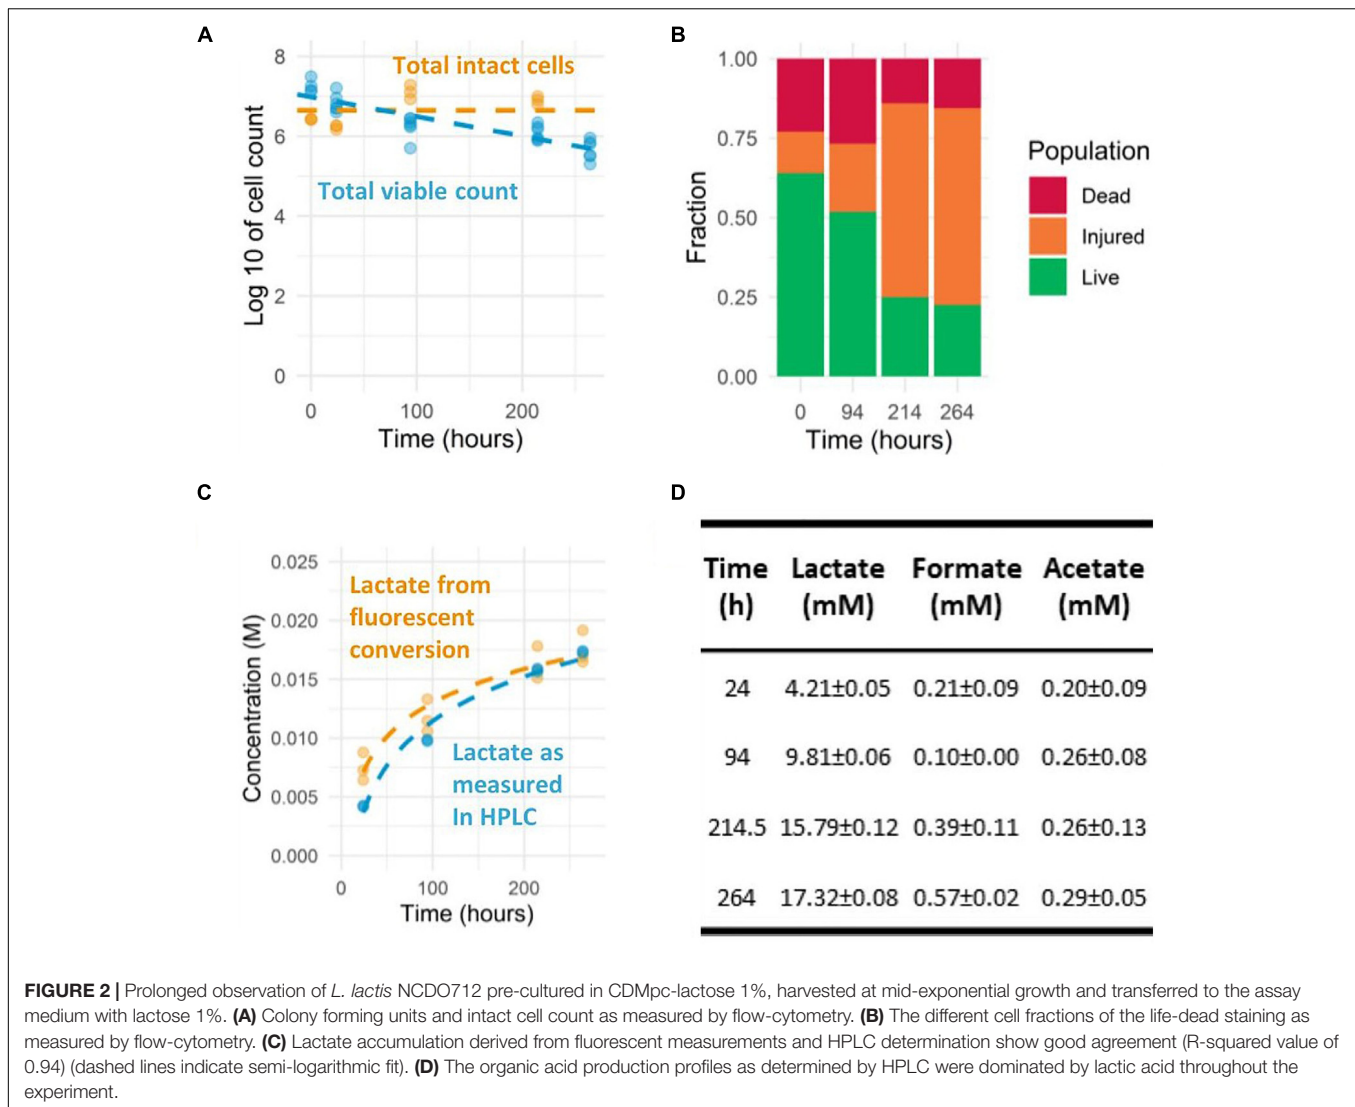 A
8
6
4
2
0
Log 10 of cell count
Total intact cells
Total viable count
0 100 200
Time (hours)
B
1.00
0.75
0.50
0.25
0.00
Fraction
0 94 214 264
Time (hours)
Population
Dead
Injured
Live
C
0.025
0.020
0.015
0.010
0.005
0.000
Concentration (M)
Lactate from
fluorescent
conversion
Lactate as
measured
In HPLC
0 100 200
Time (hours)
D
Time Lactate Formate Acetate
(h) (mM) (mM) (mM)
24 4.21±0.05 0.21±0.09 0.20±0.09
94 9.81±0.06 0.10±0.00 0.26±0.08
214.5 15.79±0.12 0.39±0.11 0.26±0.13
264 17.32±0.08 0.57±0.02 0.29±0.05
FIGURE 2 | Prolonged observation of L. lactis NCDO712 pre-cultured in CDMpc-lactose 1%, harvested at mid-exponential growth and transferred to the assay
medium with lactose 1%. (A) Colony forming units and intact cell count as measured by flow-cytometry. (B) The different cell fractions of the life-dead staining as
measured by flow-cytometry. (C) Lactate accumulation derived from fluorescent measurements and HPLC determination show good agreement (R-squared value of
0.94) (dashed lines indicate semi-logarithmic fit). (D) The organic acid production profiles as determined by HPLC were dominated by lactic acid throughout the
experiment.